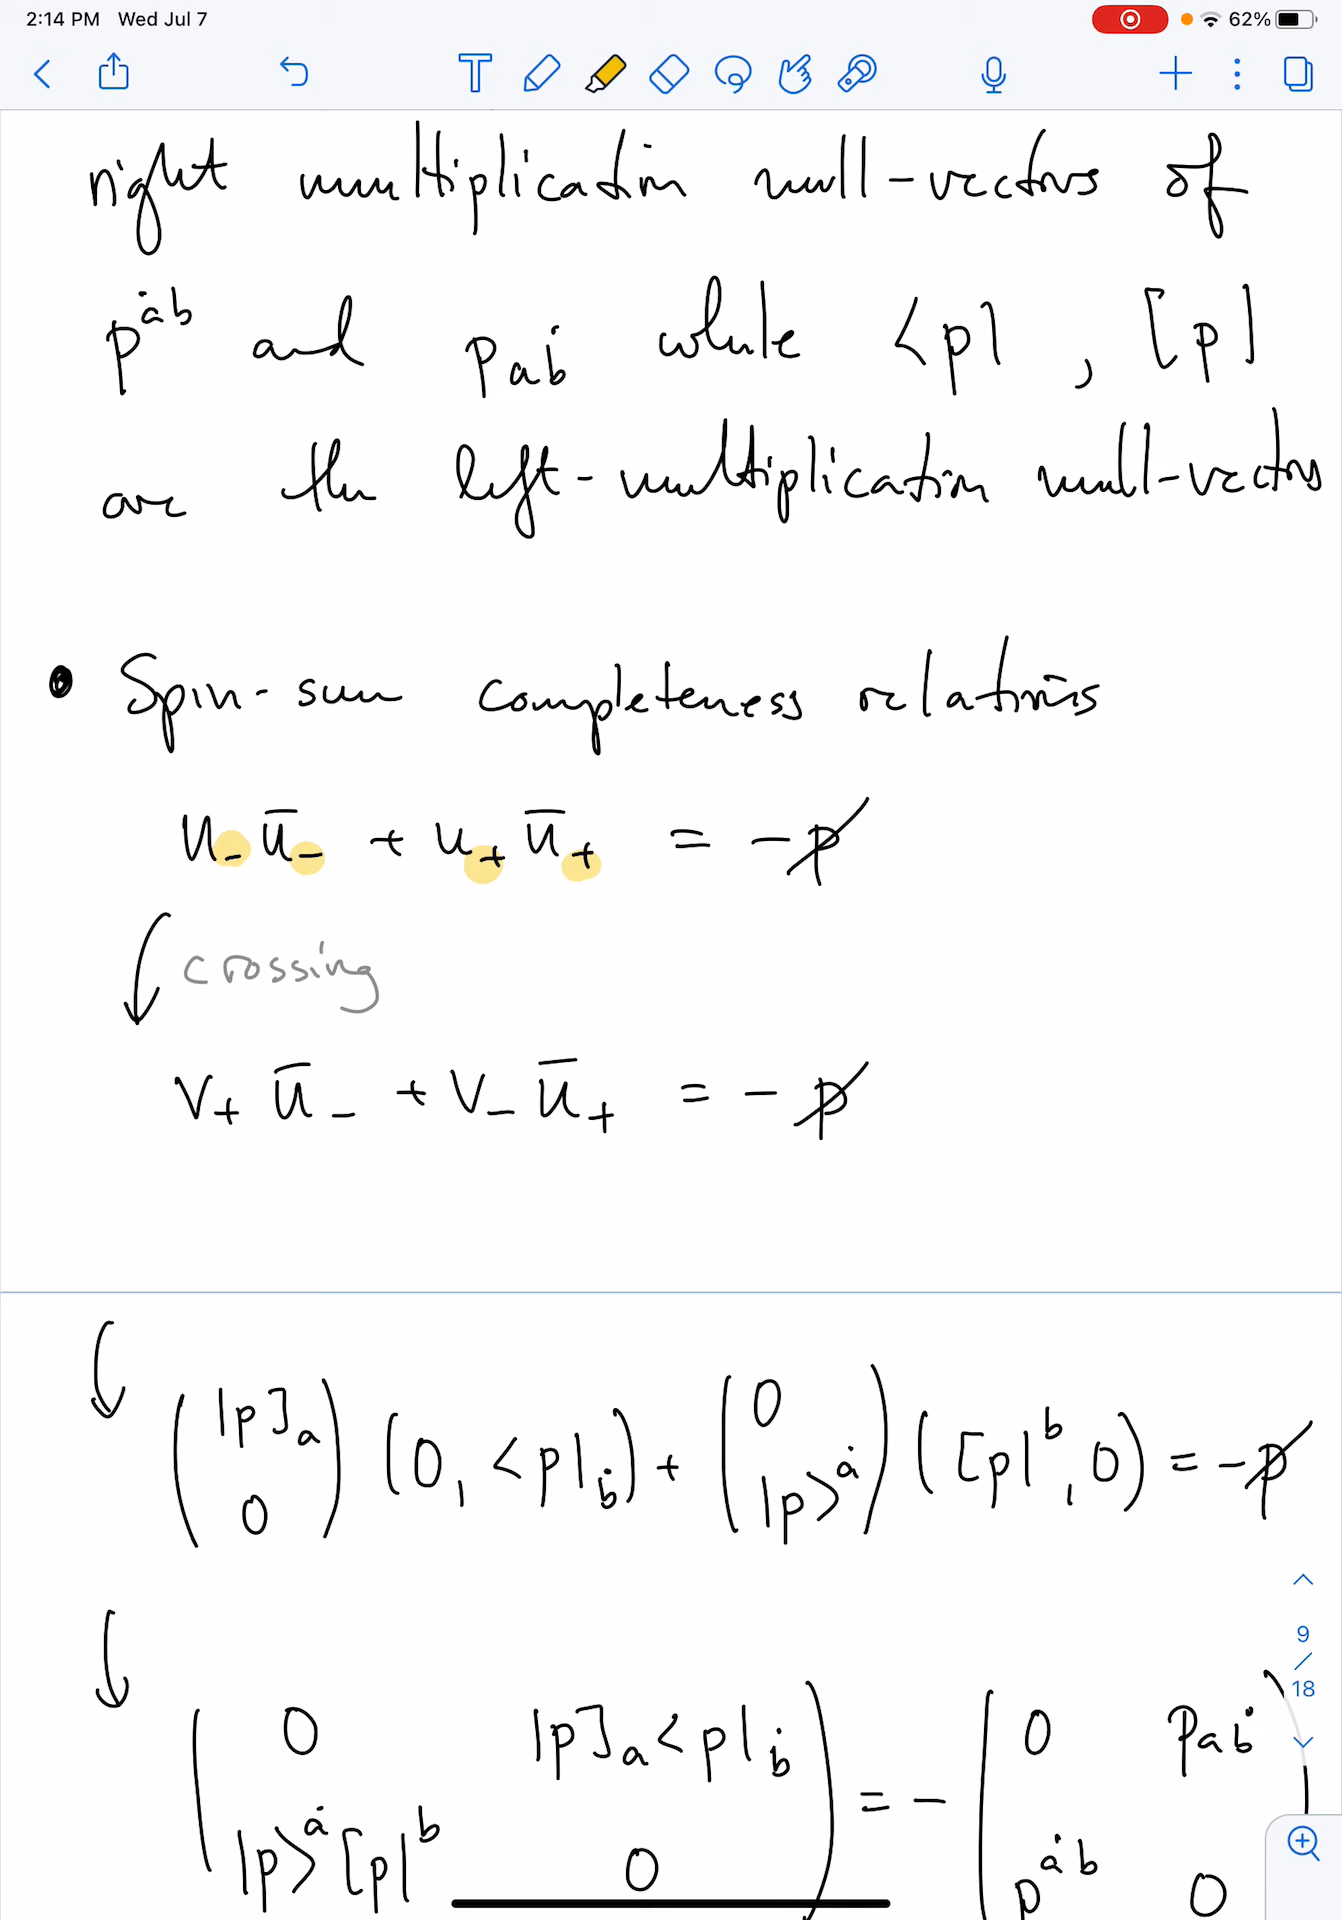 2:14 PM Wed Jul 7
62%
T
right multiplication null-vectors of
p^{ȧb} and p_{aḃ} while <p| , [p|
are the left-multiplication null-vectors
• Spin-sum completeness relations
u_- ū_- + u_+ ū_+ = -p̸
crossing
v_+ ū_- + v_- ū_+ = -p̸
( |p]_a 0 ) (0, <p|_ḃ) + ( 0 |p>^ȧ ) ([p|^b, 0) = -p̸
9 / 18
( 0 |p]_a<p|_ḃ |p>^ȧ[p|^b 0 ) = - ( 0 p_{aḃ} p^{ȧb} 0 )